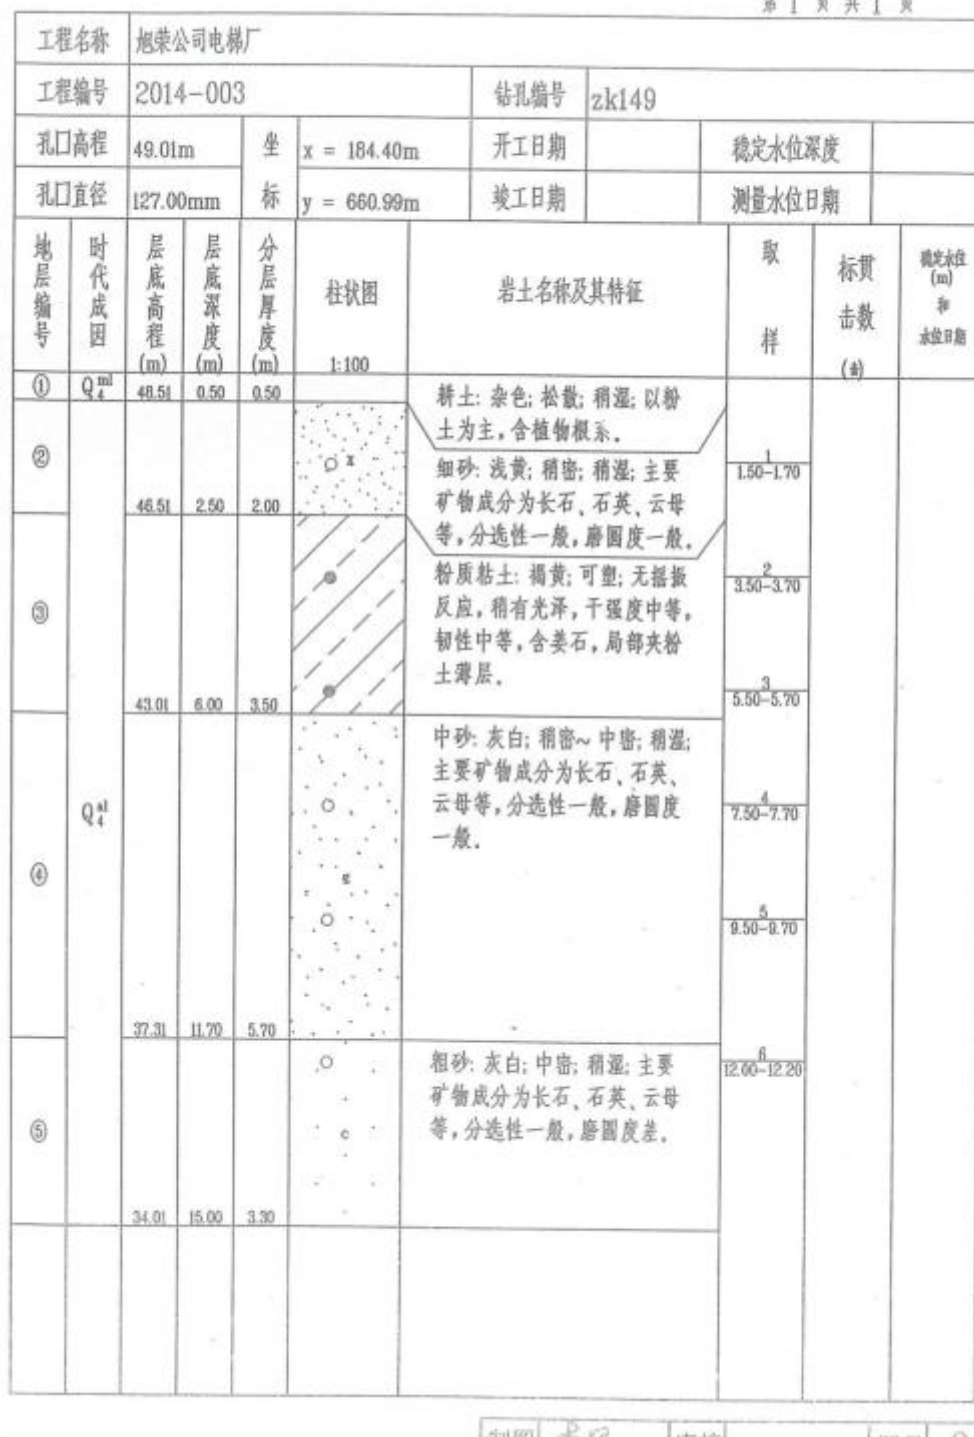 第 1 页 共 1 页
工程名称 旭荣公司电梯厂
工程编号 2014-003 钻孔编号 zk149
孔口高程 49.01m 坐 x = 184.40m 开工日期 稳定水位深度
孔口直径 127.00mm 标 y = 660.99m 竣工日期 测量水位日期
地层编号 时代成因 层底高程(m) 层底深度(m) 分层厚度(m) 柱状图 1:100 岩土名称及其特征 取样 标贯击数(击) 稳定水位(m)和水位日期
① Q4ml 48.51 0.50 0.50
耕土: 杂色; 松散; 稍湿; 以粉
土为主, 含植物根系.
② 46.51 2.50 2.00
细砂: 浅黄; 稍密; 稍湿; 主要
矿物成分为长石、石英、云母
等, 分选性一般, 磨圆度一般.
1
1.50-1.70
③ 43.01 6.00 3.50
粉质粘土: 褐黄; 可塑; 无摇振
反应, 稍有光泽, 干强度中等,
韧性中等, 含姜石, 局部夹粉
土薄层.
2
3.50-3.70
3
5.50-5.70
Q4al
④ 37.31 11.70 5.70
中砂: 灰白; 稍密~中密; 稍湿;
主要矿物成分为长石、石英、
云母等, 分选性一般, 磨圆度
一般.
4
7.50-7.70
5
9.50-9.70
⑤ 34.01 15.00 3.30
粗砂: 灰白; 中密; 稍湿; 主要
矿物成分为长石、石英、云母
等, 分选性一般, 磨圆度差.
6
12.00-12.20